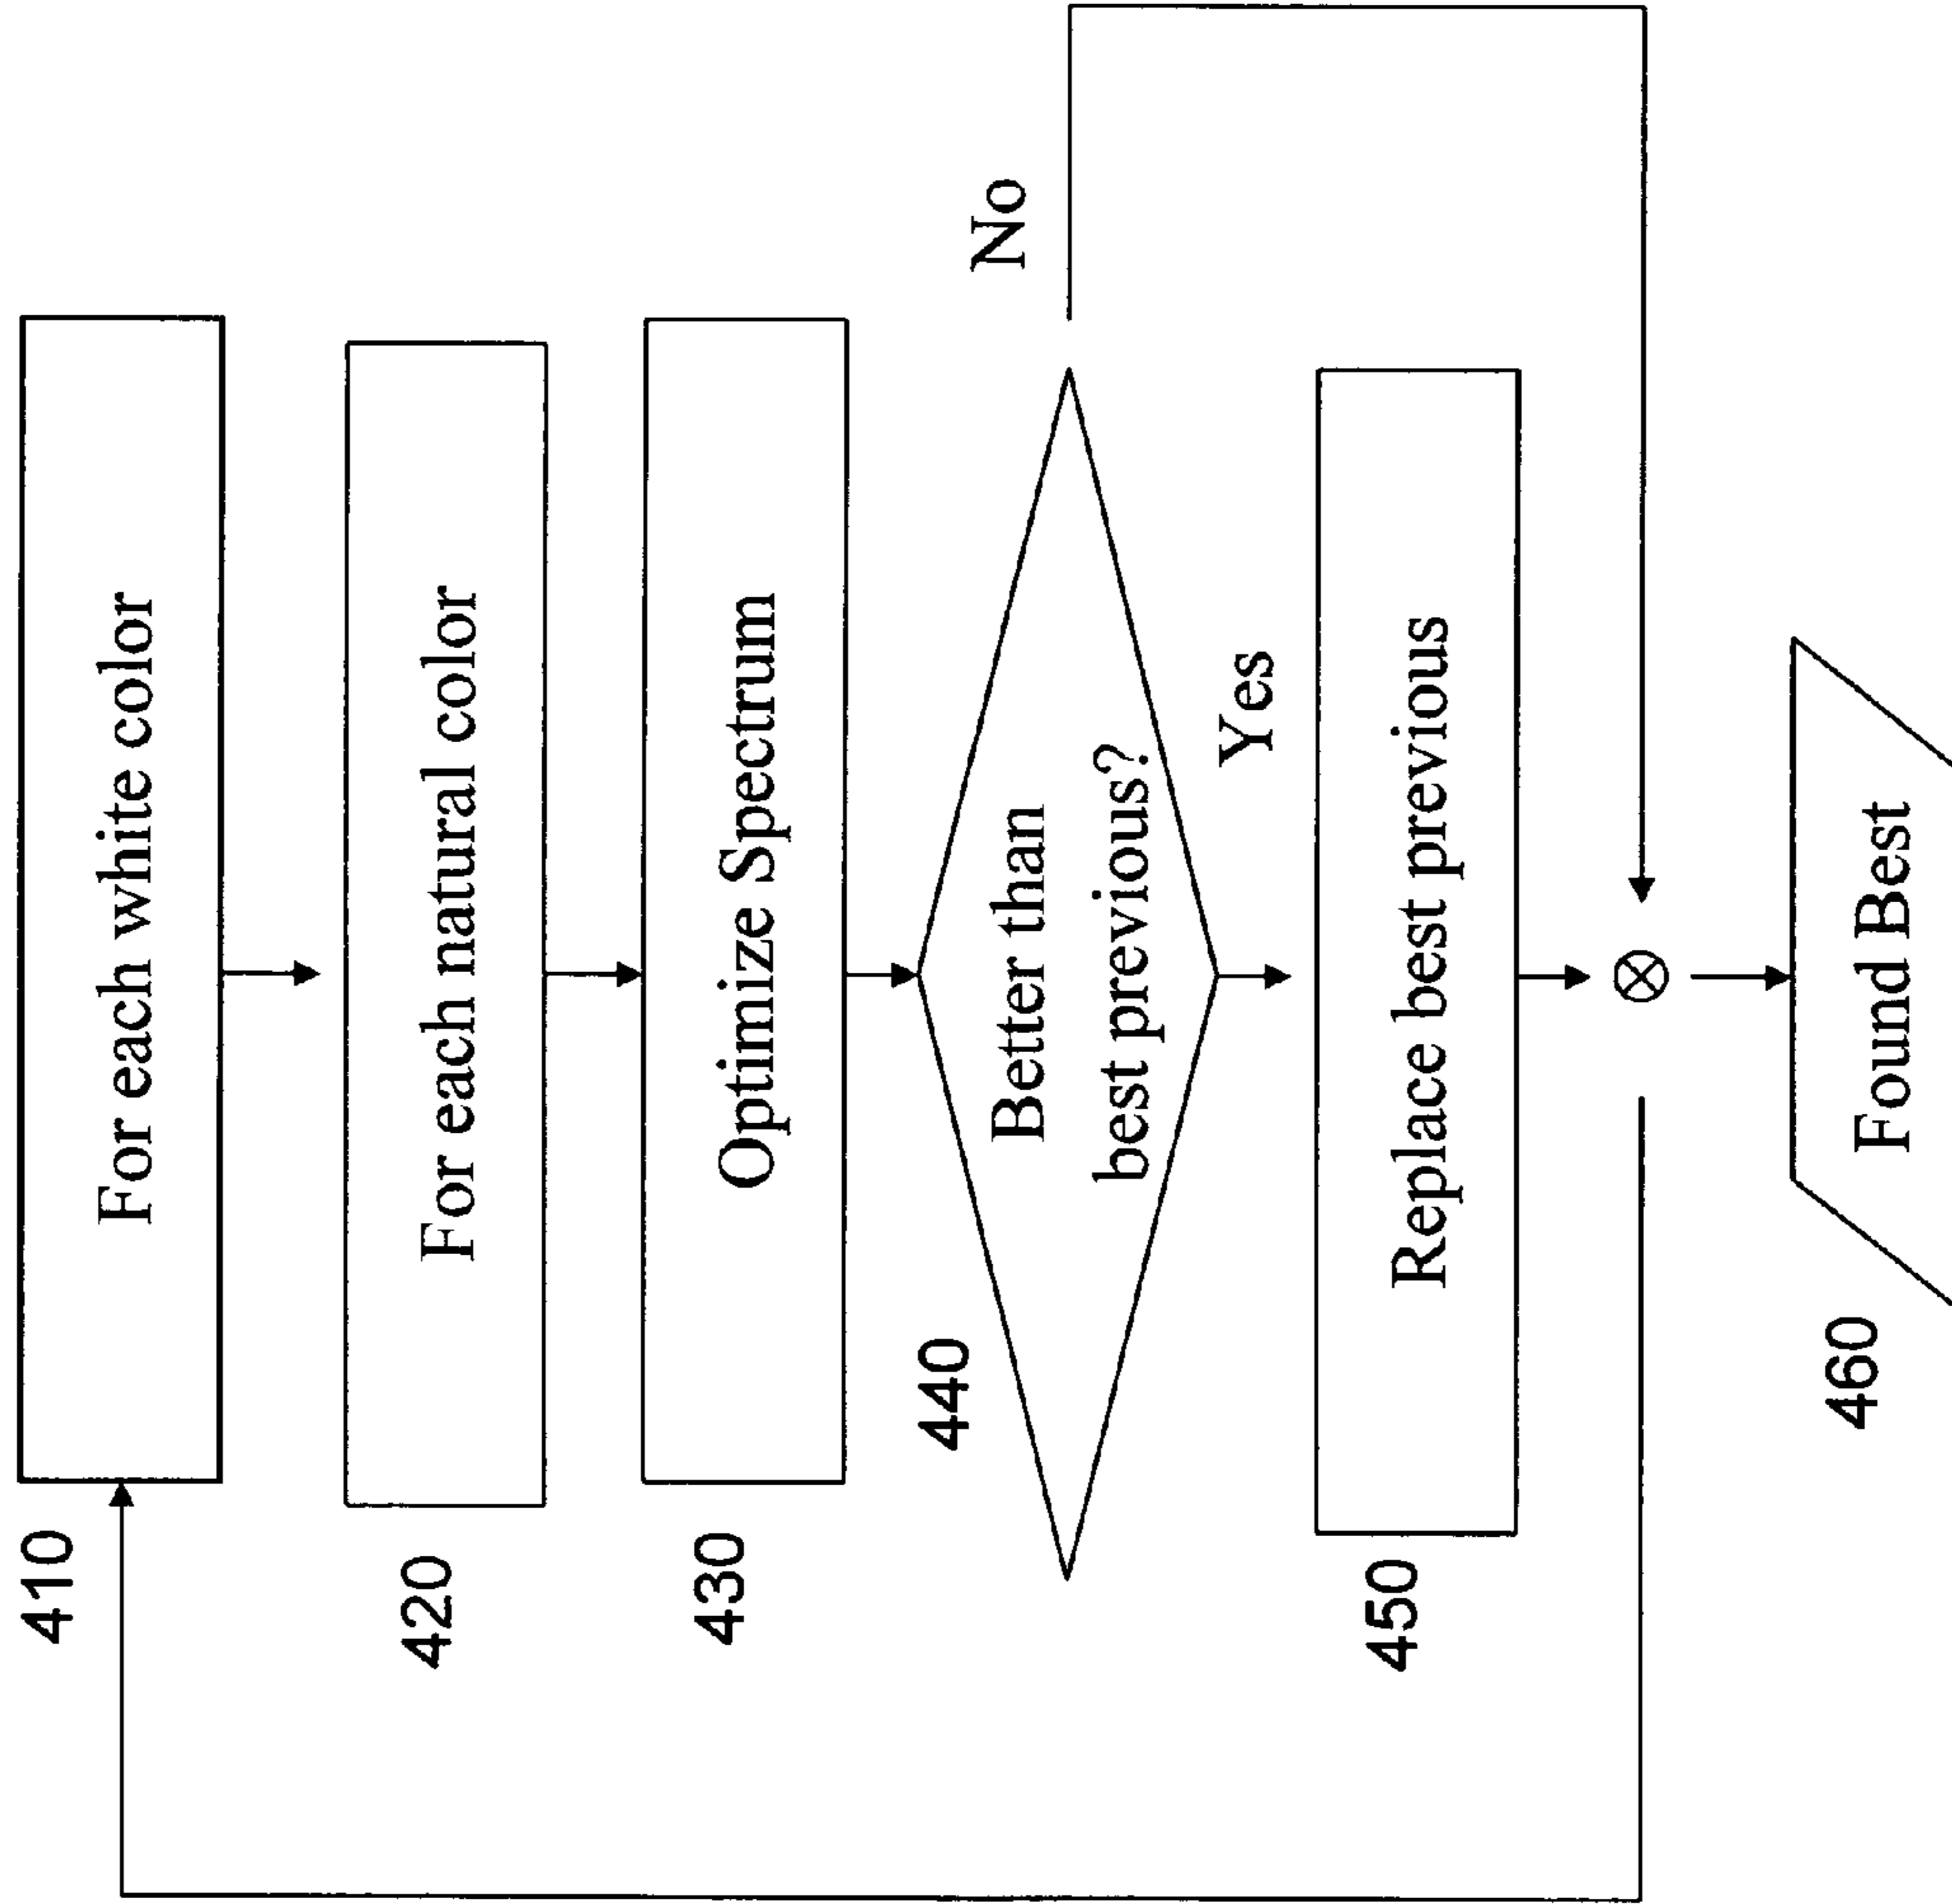 410
For each white color
420
For each natural color
430
Optimize Spectrum
440
Better than
best previous?
No
Yes
450
Replace best previous
460
Found Best